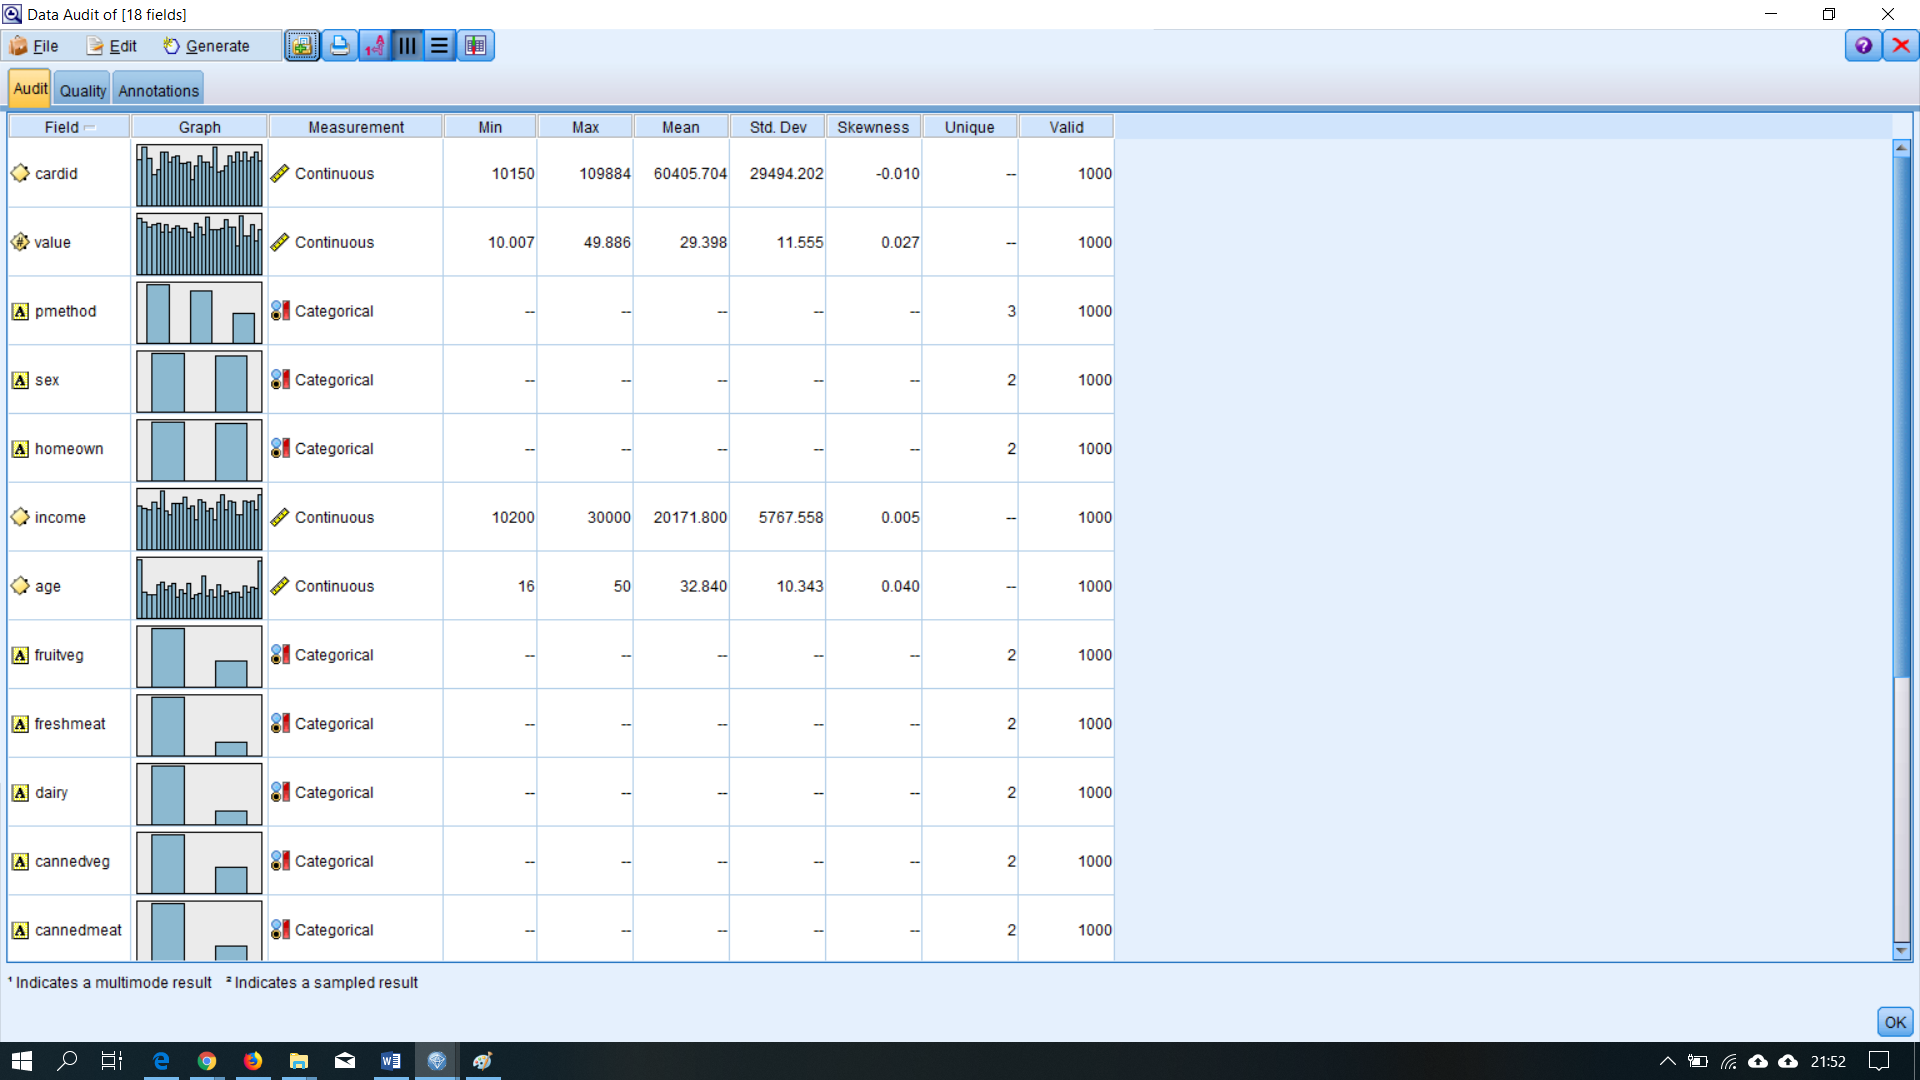 Data Audit of [18 fields]
File Edit Generate
Audit Quality Annotations
Field Graph Measurement Min Max Mean Std. Dev Skewness Unique Valid
cardid Continuous 10150 109884 60405.704 29494.202 -0.010 -- 1000
value Continuous 10.007 49.886 29.398 11.555 0.027 -- 1000
A pmethod Categorical -- -- -- -- -- 3 1000
A sex Categorical -- -- -- -- -- 2 1000
A homeown Categorical -- -- -- -- -- 2 1000
income Continuous 10200 30000 20171.800 5767.558 0.005 -- 1000
age Continuous 16 50 32.840 10.343 0.040 -- 1000
A fruitveg Categorical -- -- -- -- -- 2 1000
A freshmeat Categorical -- -- -- -- -- 2 1000
A dairy Categorical -- -- -- -- -- 2 1000
A cannedveg Categorical -- -- -- -- -- 2 1000
A cannedmeat Categorical -- -- -- -- -- 2 1000
¹ Indicates a multimode result ² Indicates a sampled result
OK
21:52